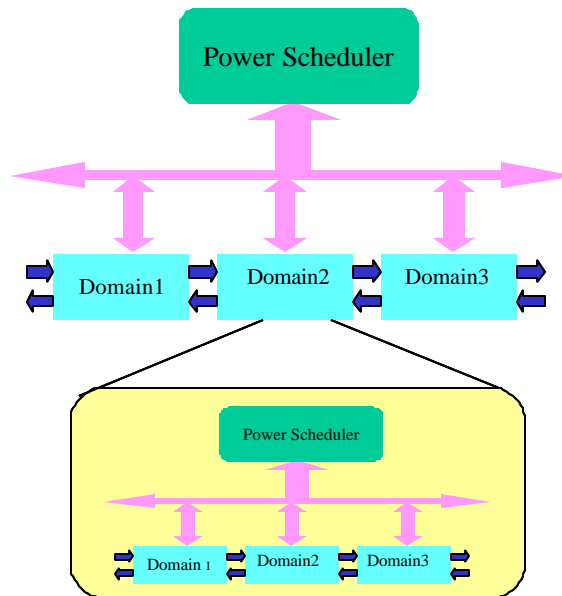 Power Scheduler
Domain1
Domain2
Domain3
Power Scheduler
Domain 1
Domain2
Domain3